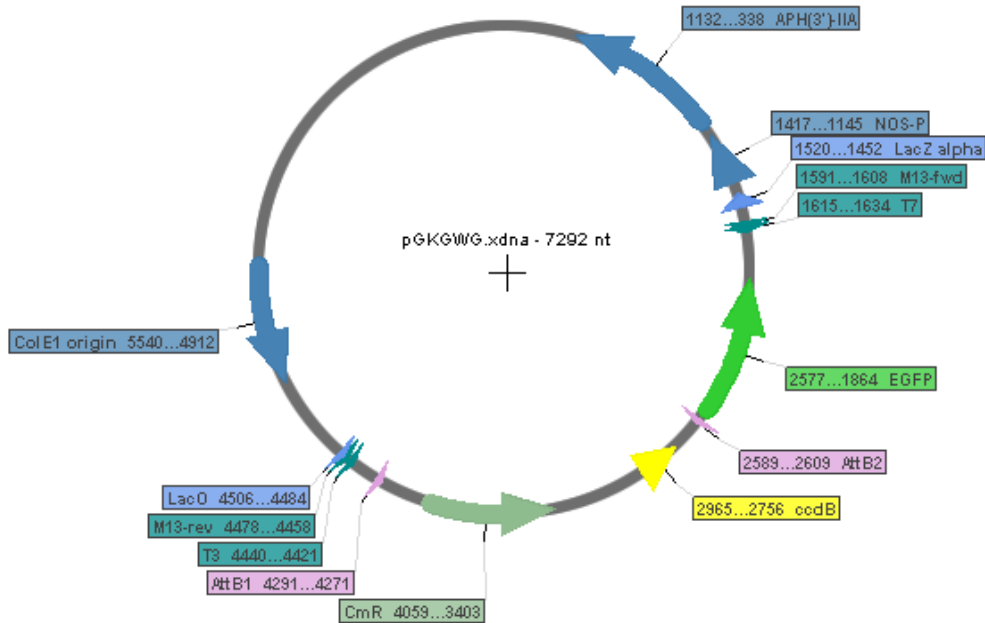 1132...338 APH(3')-IIA
1417...1145 NOS-P
1520...1452 LacZ alpha
1591...1608 M13-fwd
1615...1634 T7
pGKGWG.xdna - 7292 nt
ColE1 origin 5540...4912
2577...1864 EGFP
2589...2609 AttB2
LacO 4506...4484
2965...2756 ccdB
M13-rev 4478...4458
T3 4440...4421
AttB1 4291...4271
CmR 4059...3403